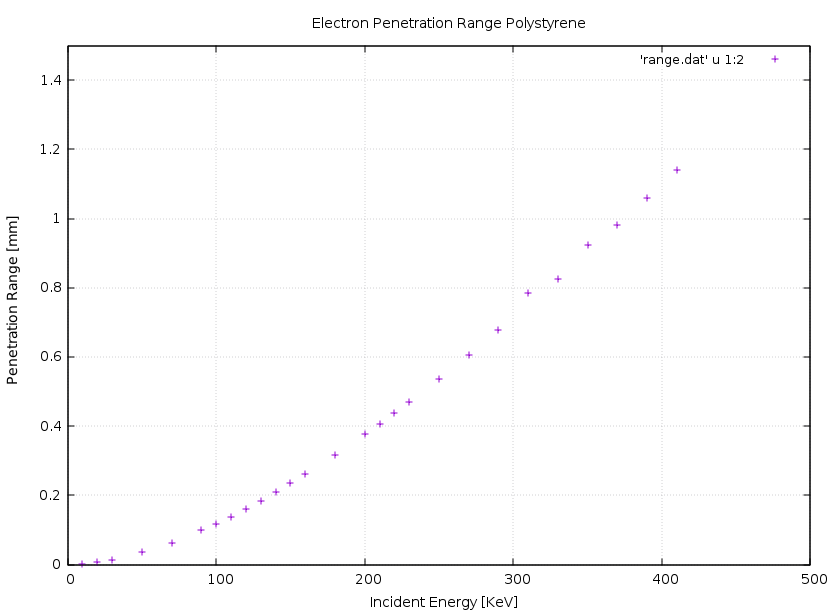 Electron Penetration Range Polystyrene
'range.dat' u 1:2
1.4
1.2
1
0.8
0.6
0.4
0.2
0
Penetration Range [mm]
0 100 200 300 400 500
Incident Energy [KeV]